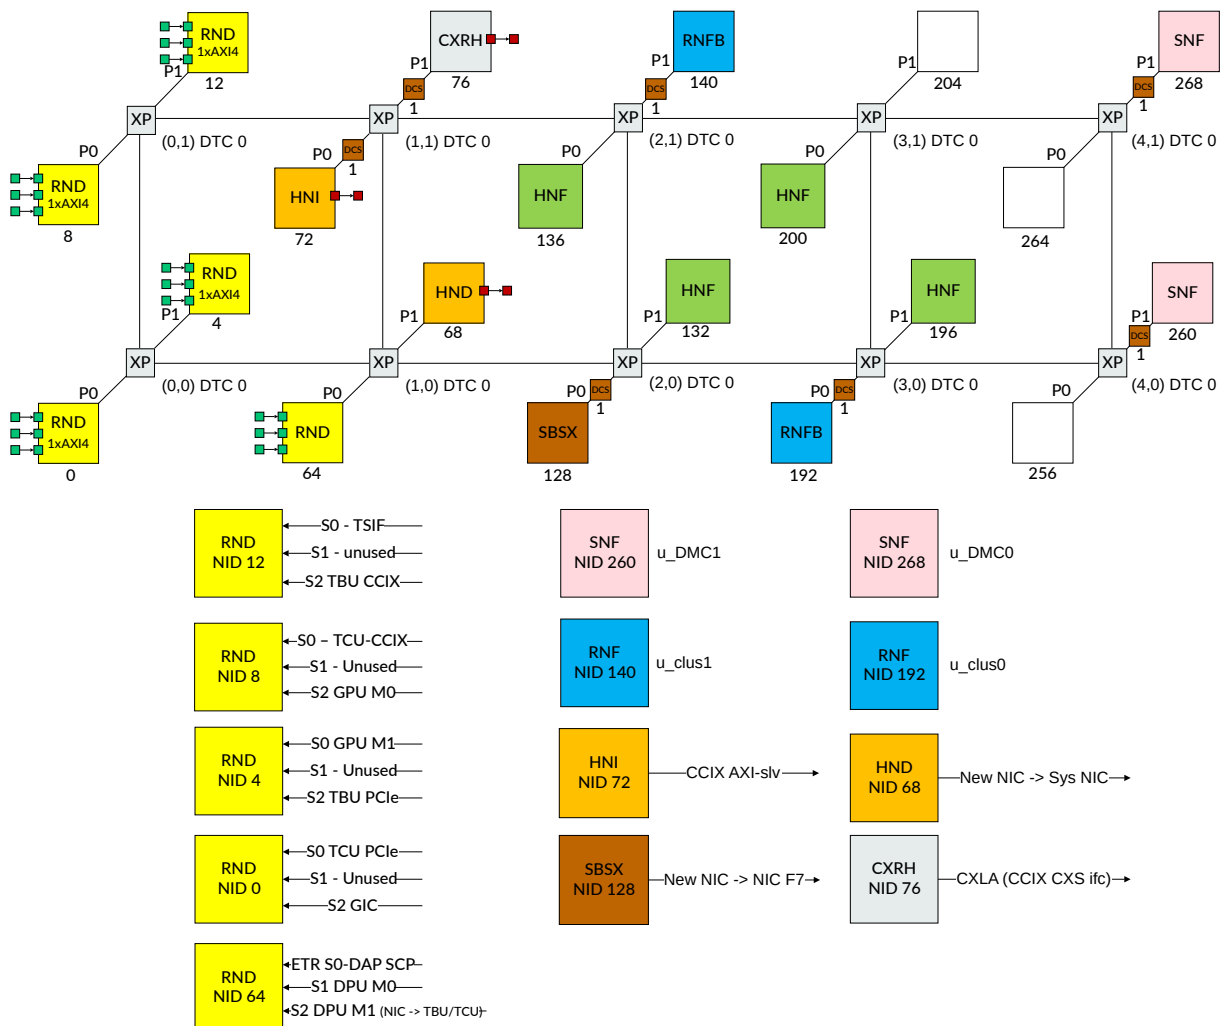 RND
1xAXI4
P1
12
CXRH
P1
76
DCS
1
RNFB
P1
140
DCS
1
P1
204
SNF
P1
268
DCS
1
XP
(0,1) DTC 0
XP
(1,1) DTC 0
XP
(2,1) DTC 0
XP
(3,1) DTC 0
XP
(4,1) DTC 0
P0
RND
1xAXI4
8
P0
DCS
1
HNI
72
P0
HNF
136
P0
HNF
200
P0
264
RND
1xAXI4
P1
4
HND
P1
68
HNF
P1
132
HNF
P1
196
SNF
P1
260
DCS
1
XP
(0,0) DTC 0
XP
(1,0) DTC 0
XP
(2,0) DTC 0
XP
(3,0) DTC 0
XP
(4,0) DTC 0
P0
RND
1xAXI4
0
P0
RND
64
P0
DCS
1
SBSX
128
P0
DCS
1
RNFB
192
P0
256
RND
NID 12
S0 - TSIF
S1 - unused
S2 TBU CCIX
SNF
NID 260
u_DMC1
SNF
NID 268
u_DMC0
RND
NID 8
S0 – TCU-CCIX
S1 - Unused
S2 GPU M0
RNF
NID 140
u_clus1
RNF
NID 192
u_clus0
RND
NID 4
S0 GPU M1
S1 - Unused
S2 TBU PCIe
HNI
NID 72
CCIX AXI-slv
HND
NID 68
New NIC -> Sys NIC
RND
NID 0
S0 TCU PCIe
S1 - Unused
S2 GIC
SBSX
NID 128
New NIC -> NIC F7
CXRH
NID 76
CXLA (CCIX CXS ifc)
RND
NID 64
ETR S0-DAP SCP
S1 DPU M0
S2 DPU M1 (NIC -> TBU/TCU)